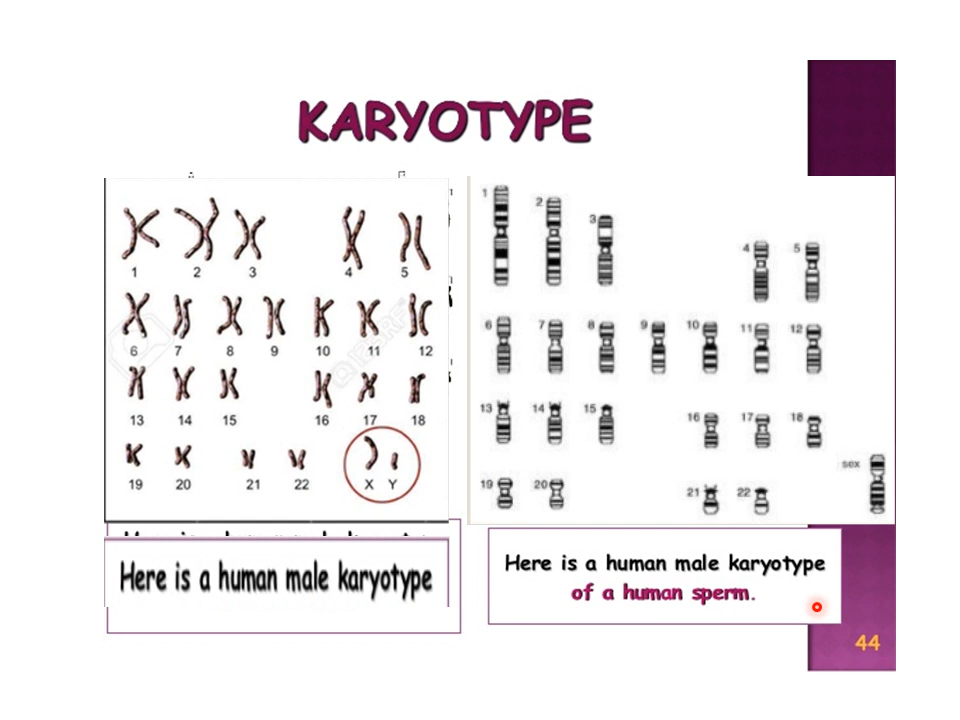 KARYOTYPE
1 2 3 4 5
6 7 8 9 10 11 12
13 14 15 16 17 18
19 20 21 22 X Y
Here is a human male karyotype
1 2 3 4 5
6 7 8 9 10 11 12
13 14 15 16 17 18
19 20 21 22 sex
Here is a human male karyotype
of a human sperm.
44